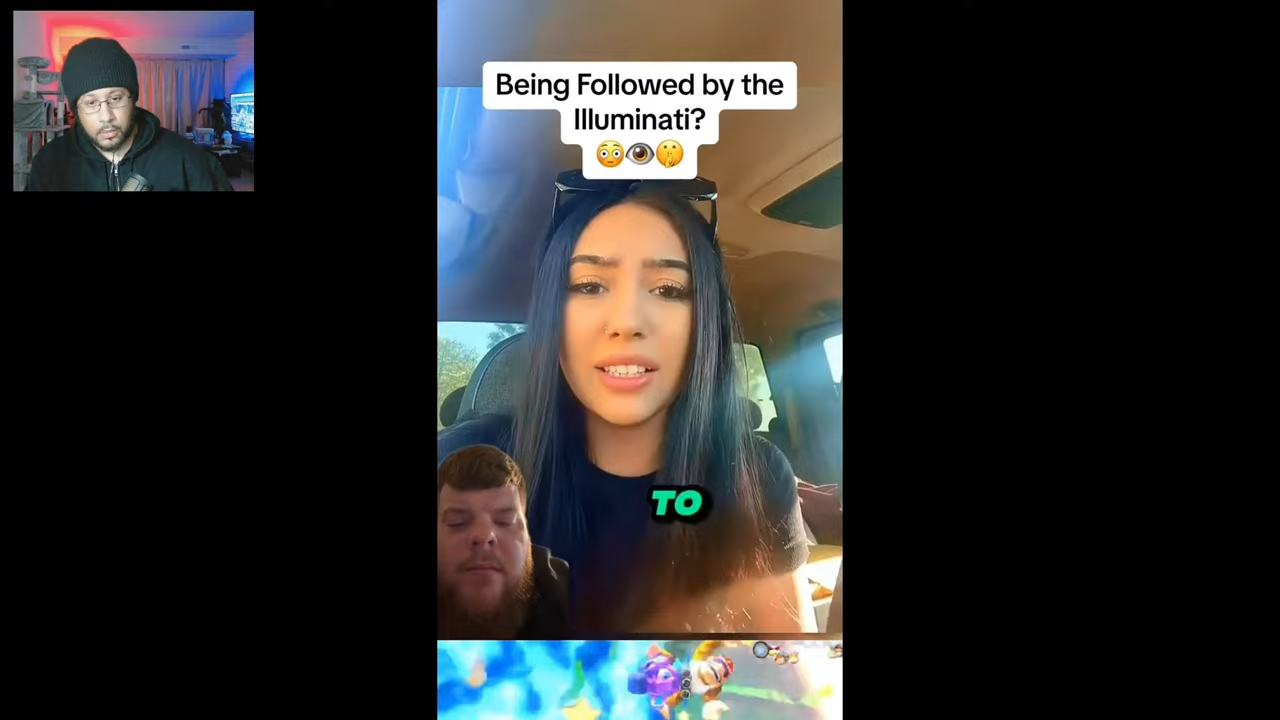 Being Followed by the
Illuminati?
😳👁️🤫
TO